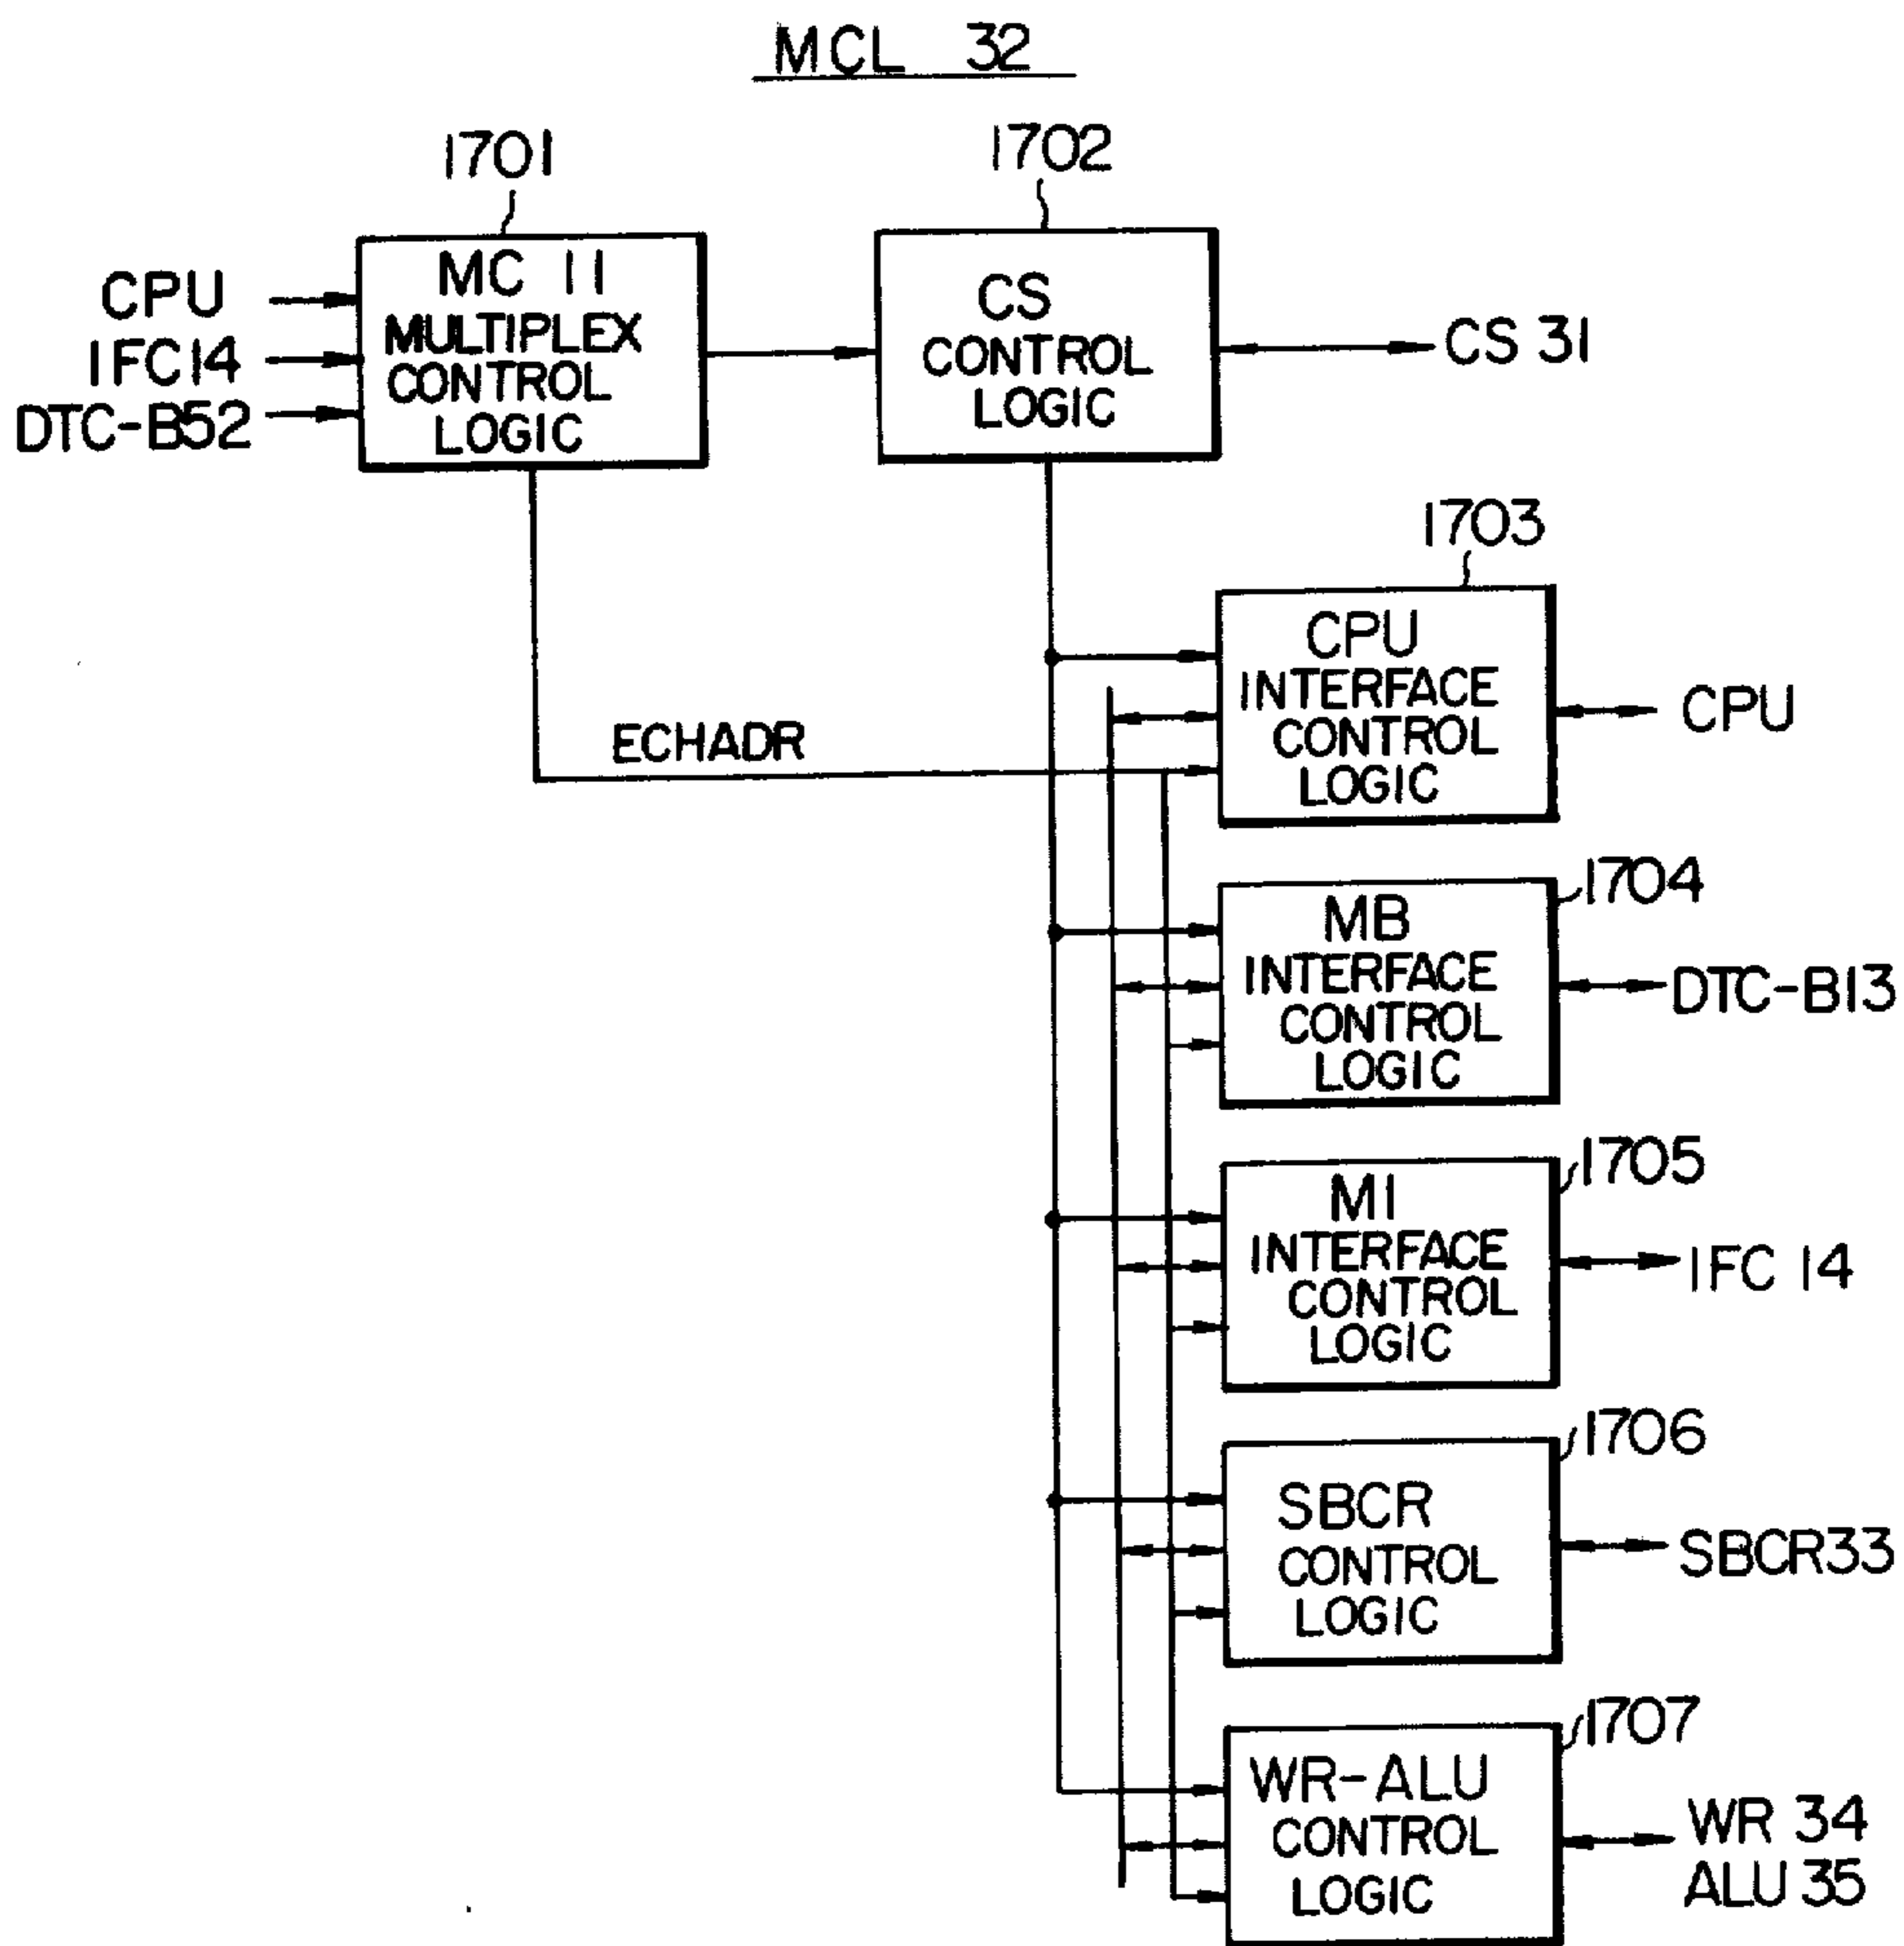 MCL 32
1701
1702
MC 11
MULTIPLEX
CONTROL
LOGIC
CPU
IFC14
DTC-B52
CS
CONTROL
LOGIC
CS 31
ECHADR
1703
CPU
INTERFACE
CONTROL
LOGIC
CPU
1704
MB
INTERFACE
CONTROL
LOGIC
DTC-B13
1705
MI
INTERFACE
CONTROL
LOGIC
IFC 14
1706
SBCR
CONTROL
LOGIC
SBCR33
1707
WR-ALU
CONTROL
LOGIC
WR 34
ALU 35